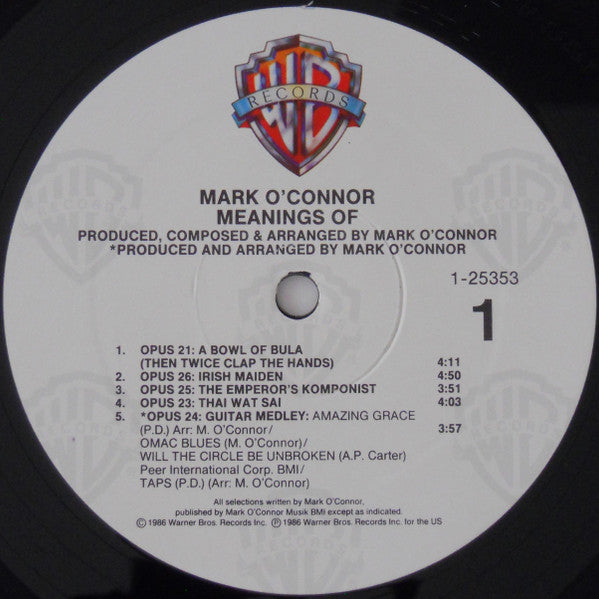 WB
RECORDS
MARK O'CONNOR
MEANINGS OF
PRODUCED, COMPOSED & ARRANGED BY MARK O'CONNOR
*PRODUCED AND ARRANGED BY MARK O'CONNOR
1-25353
1
1. OPUS 21: A BOWL OF BULA
(THEN TWICE CLAP THE HANDS) 4:11
2. OPUS 26: IRISH MAIDEN 4:50
3. OPUS 25: THE EMPEROR'S KOMPONIST 3:51
4. OPUS 23: THAI WAT SAI 4:03
5. *OPUS 24: GUITAR MEDLEY: AMAZING GRACE
(P.D.) Arr: M. O'Connor/ 3:57
OMAC BLUES (M. O'Connor)/
WILL THE CIRCLE BE UNBROKEN (A.P. Carter)
Peer International Corp. BMI/
TAPS (P.D.) (Arr: M. O'Connor)
All selections written by Mark O'Connor,
published by Mark O'Connor Musik BMI except as indicated.
Ⓒ 1986 Warner Bros. Records Inc. Ⓟ 1986 Warner Bros. Records Inc. for the US